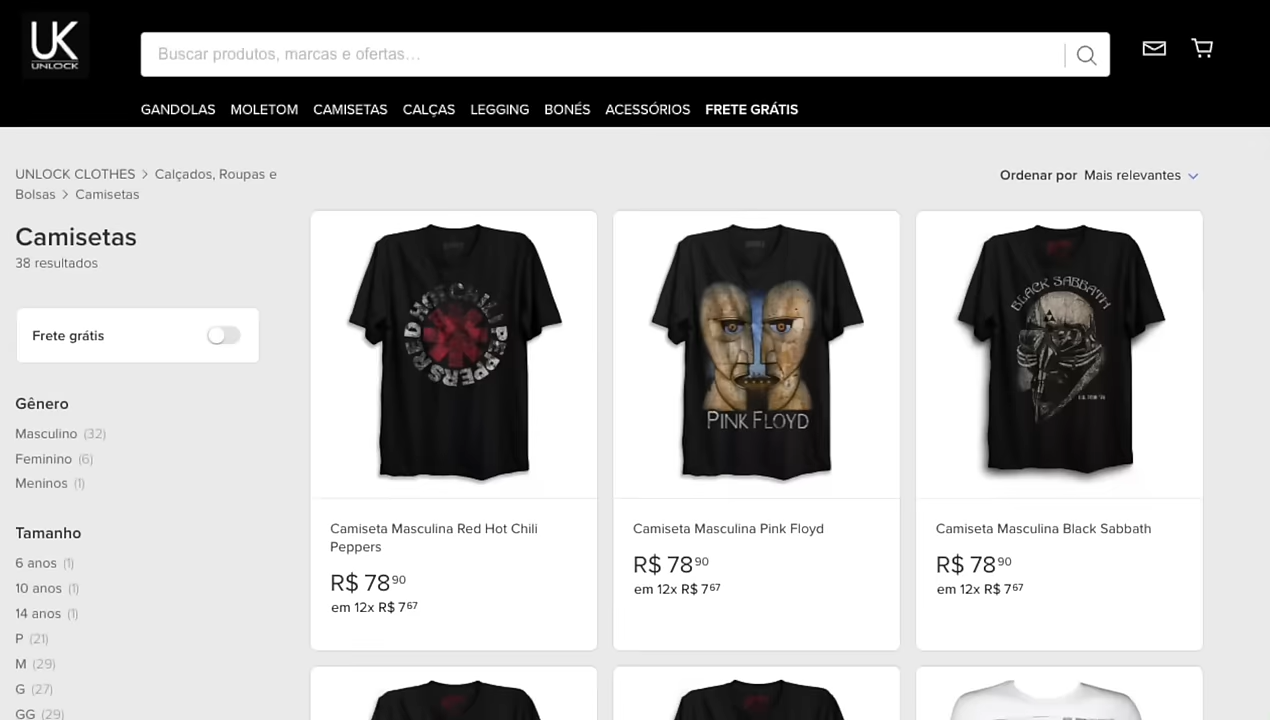 UK
UNLOCK
Buscar produtos, marcas e ofertas...
GANDOLAS MOLETOM CAMISETAS CALÇAS LEGGING BONÉS ACESSÓRIOS FRETE GRÁTIS
UNLOCK CLOTHES > Calçados, Roupas e
Bolsas > Camisetas
Ordenar por Mais relevantes
Camisetas
38 resultados
Frete grátis
Gênero
Masculino (32)
Feminino (6)
Meninos (1)
Tamanho
6 anos (1)
10 anos (1)
14 anos (1)
P (21)
M (29)
G (27)
GG (29)
RED HOT CHILI PEPPERS
Camiseta Masculina Red Hot Chili
Peppers
R$ 78 90
em 12x R$ 7 67
PINK FLOYD
Camiseta Masculina Pink Floyd
R$ 78 90
em 12x R$ 7 67
BLACK SABBATH
Camiseta Masculina Black Sabbath
R$ 78 90
em 12x R$ 7 67